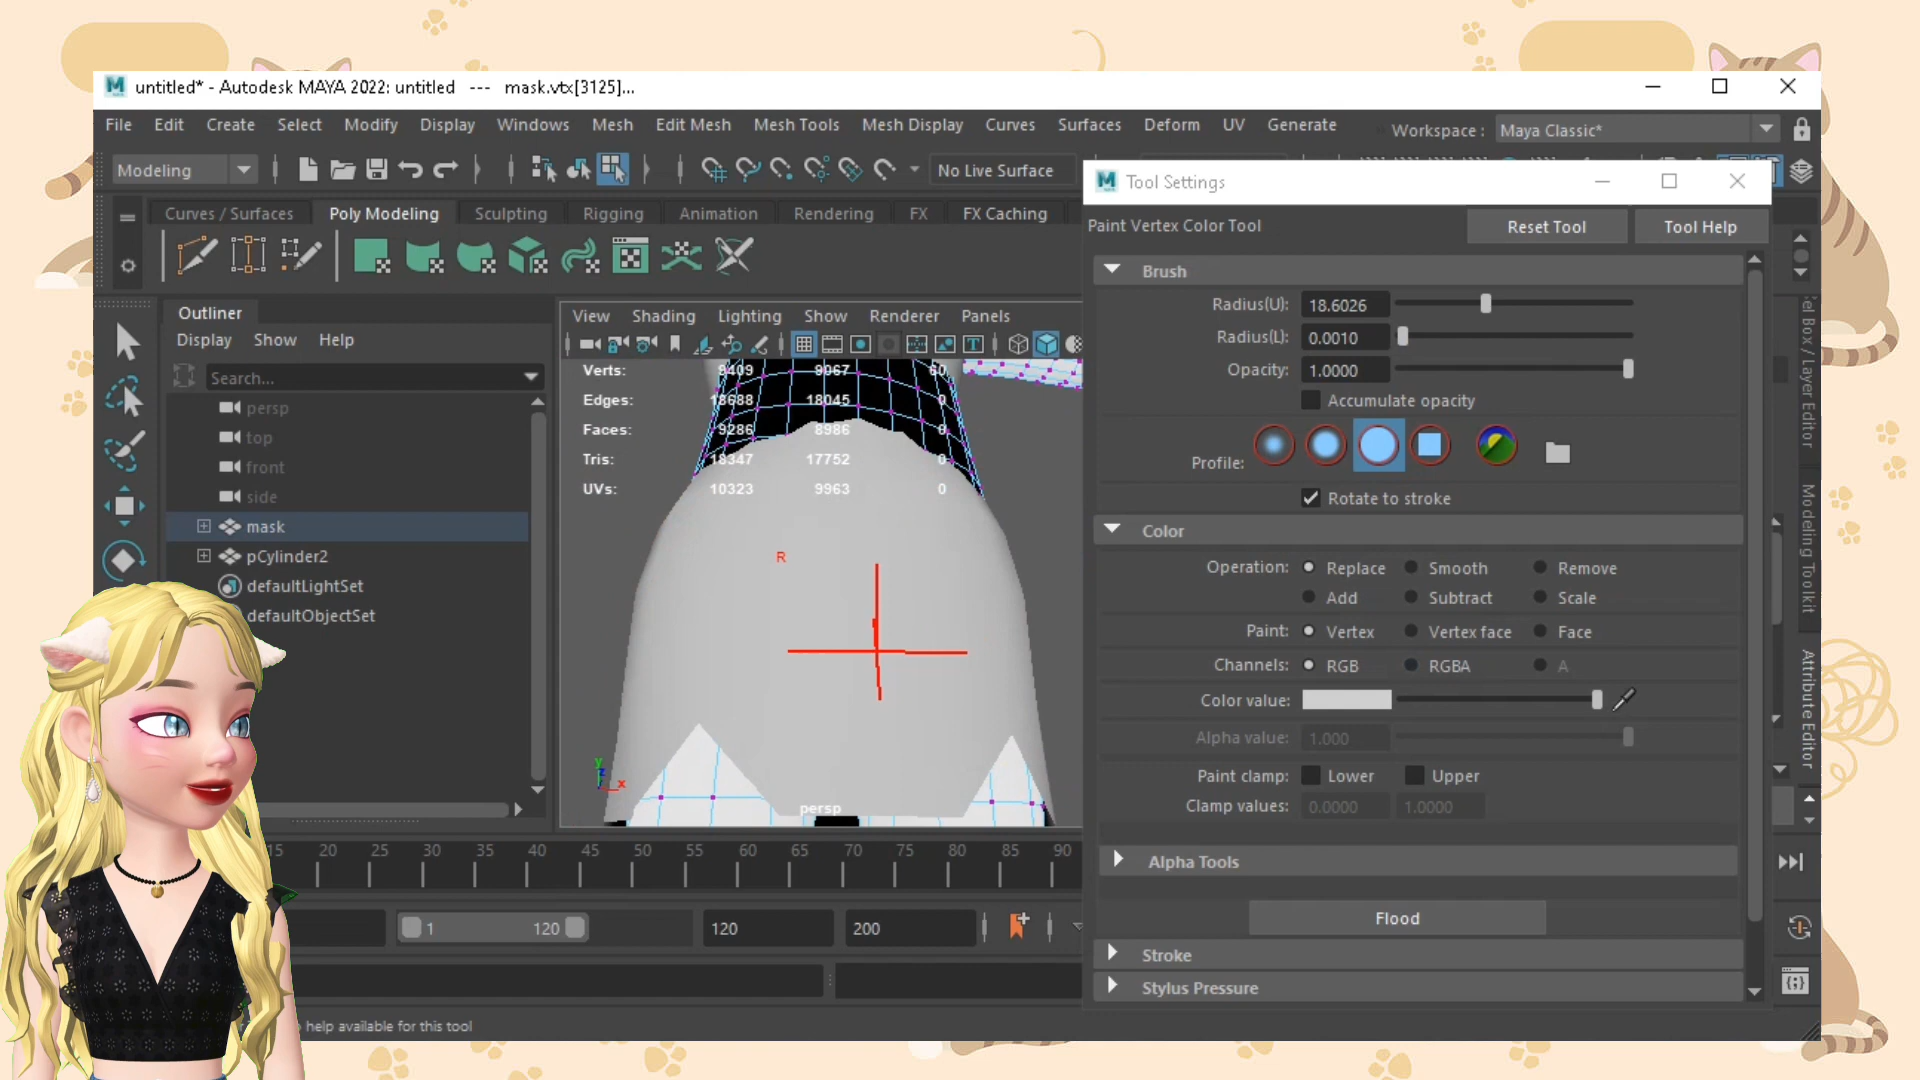 untitled* - Autodesk MAYA 2022: untitled --- mask.vtx[3125]...
File Edit Create Select Modify Display Windows Mesh Edit Mesh Mesh Tools Mesh Display Curves Surfaces Deform UV Generate Workspace : Maya Classic*
Modeling No Live Surface
Curves / Surfaces Poly Modeling Sculpting Rigging Animation Rendering FX FX Caching
Outliner
Display Show Help
Search...
persp
top
front
side
mask
pCylinder2
defaultLightSet
defaultObjectSet
View Shading Lighting Show Renderer Panels
Verts: 9409 9067 60
Edges: 18688 18045 0
Faces: 9286 8986 0
Tris: 18347 17752 0
UVs: 10323 9963 0
R
y
z
x
persp
Tool Settings
Paint Vertex Color Tool Reset Tool Tool Help
Brush
Radius(U): 18.6026
Radius(L): 0.0010
Opacity: 1.0000
Accumulate opacity
Profile:
Rotate to stroke
Color
Operation: Replace Smooth Remove
Add Subtract Scale
Paint: Vertex Vertex face Face
Channels: RGB RGBA A
Color value:
Alpha value: 1.000
Paint clamp: Lower Upper
Clamp values: 0.0000 1.0000
Alpha Tools
Flood
Stroke
Stylus Pressure
Box / Layer Editor
Modeling Toolkit
Attribute Editor
15 20 25 30 35 40 45 50 55 60 65 70 75 80 85 90
1 120 120 200
help available for this tool